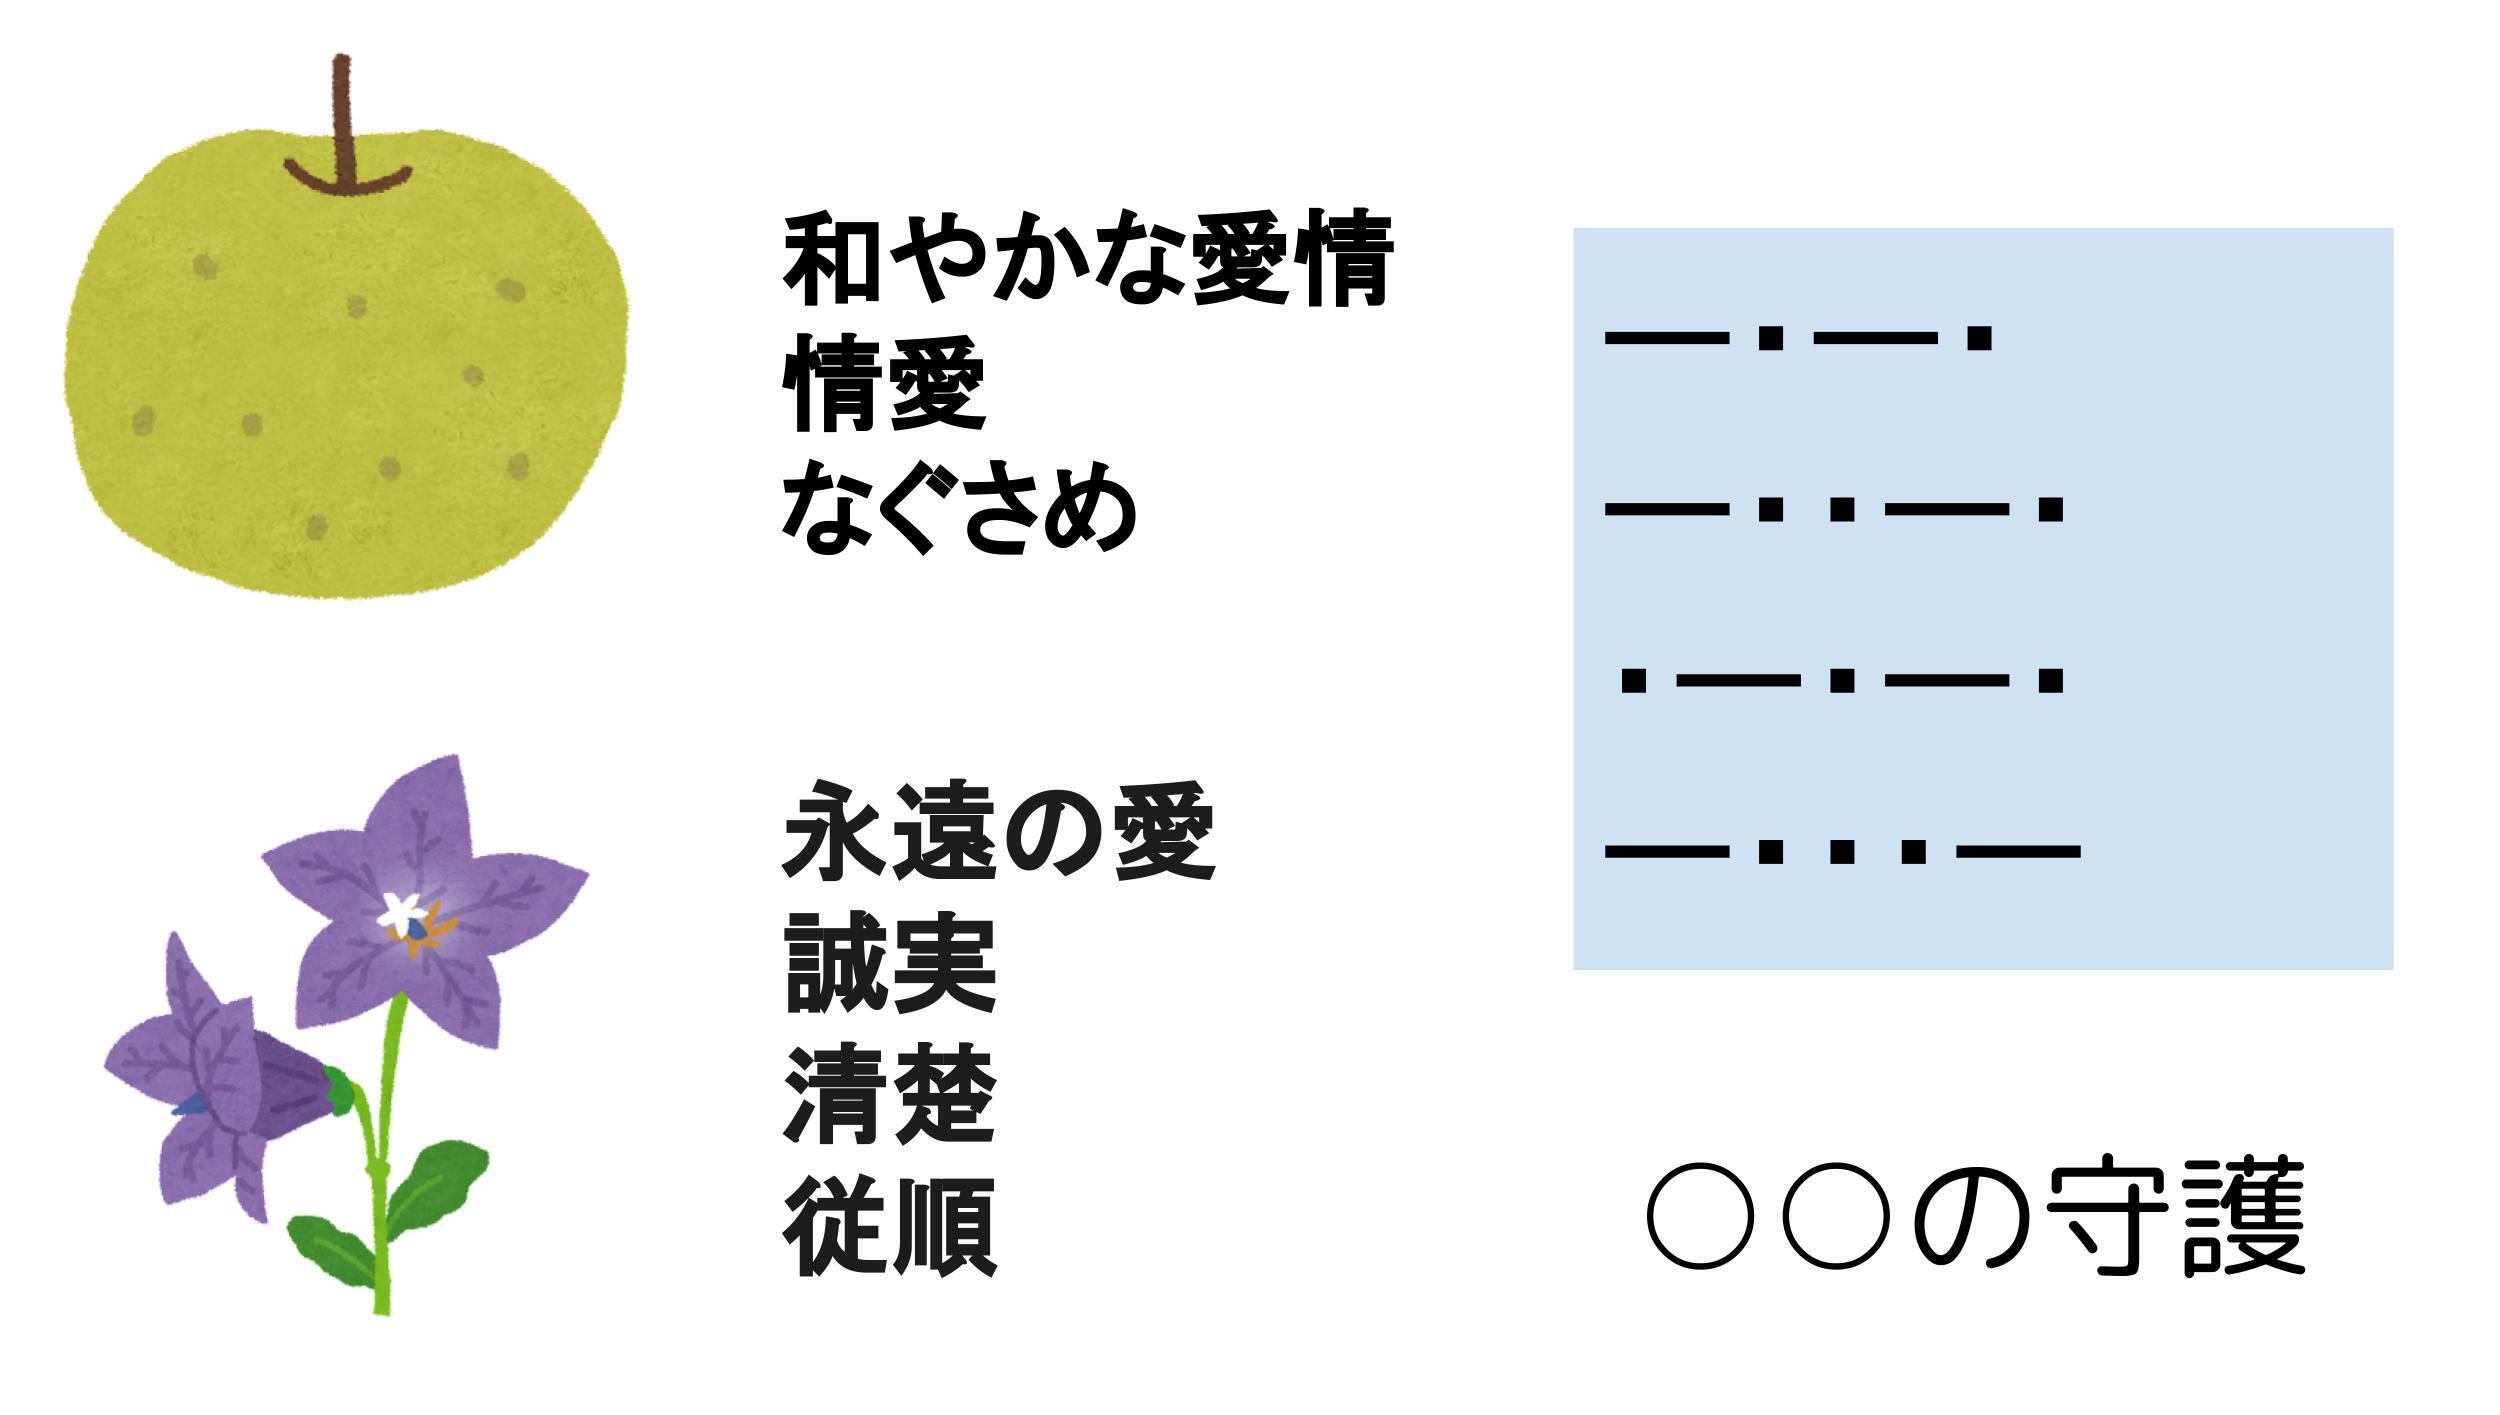 和やかな愛情
情愛
なぐさめ
永遠の愛
誠実
清楚
従順
―・―・
―・・―・
・―・―・
―・・・―
○○の守護